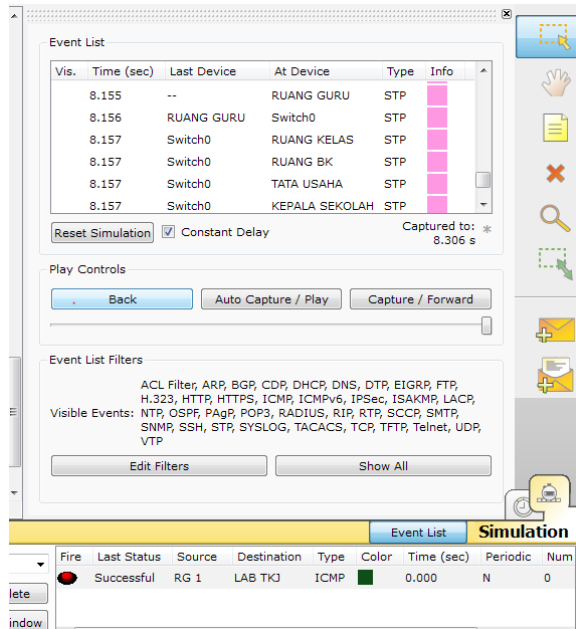 Event List
Vis. Time (sec) Last Device At Device Type Info
8.155 -- RUANG GURU STP
8.156 RUANG GURU Switch0 STP
8.157 Switch0 RUANG KELAS STP
8.157 Switch0 RUANG BK STP
8.157 Switch0 TATA USAHA STP
8.157 Switch0 KEPALA SEKOLAH STP
Reset Simulation Constant Delay Captured to: *
8.306 s
Play Controls
Back Auto Capture / Play Capture / Forward
Event List Filters
ACL Filter, ARP, BGP, CDP, DHCP, DNS, DTP, EIGRP, FTP,
H.323, HTTP, HTTPS, ICMP, ICMPv6, IPSec, ISAKMP, LACP,
Visible Events: NTP, OSPF, PAgP, POP3, RADIUS, RIP, RTP, SCCP, SMTP,
SNMP, SSH, STP, SYSLOG, TACACS, TCP, TFTP, Telnet, UDP,
VTP
Edit Filters Show All
Event List Simulation
Fire Last Status Source Destination Type Color Time (sec) Periodic Num
Successful RG 1 LAB TKJ ICMP 0.000 N 0
lete
indow